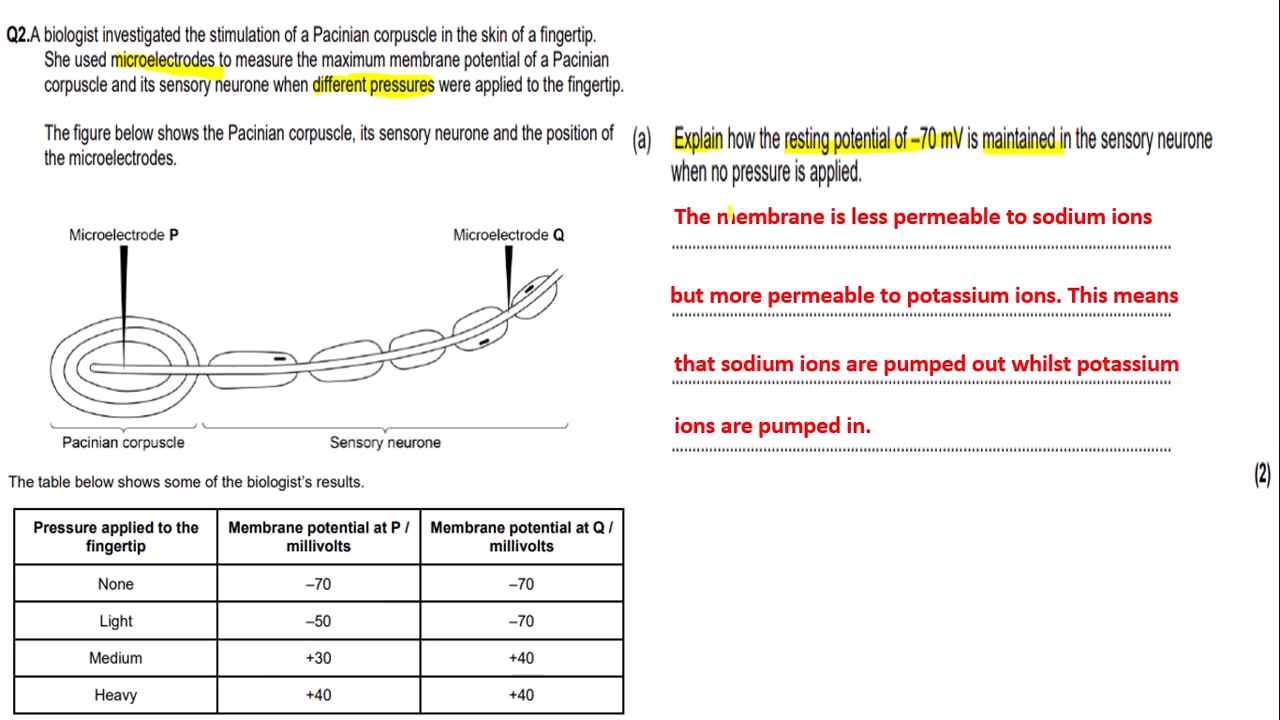 Q2.A biologist investigated the stimulation of a Pacinian corpuscle in the skin of a fingertip.
She used microelectrodes to measure the maximum membrane potential of a Pacinian
corpuscle and its sensory neurone when different pressures were applied to the fingertip.
The figure below shows the Pacinian corpuscle, its sensory neurone and the position of
the microelectrodes.
Microelectrode P
Microelectrode Q
Pacinian corpuscle
Sensory neurone
The table below shows some of the biologist's results.
Pressure applied to the fingertip
Membrane potential at P / millivolts
Membrane potential at Q / millivolts
None –70 –70
Light –50 –70
Medium +30 +40
Heavy +40 +40
(a) Explain how the resting potential of –70 mV is maintained in the sensory neurone
when no pressure is applied.
The membrane is less permeable to sodium ions
but more permeable to potassium ions. This means
that sodium ions are pumped out whilst potassium
ions are pumped in.
(2)